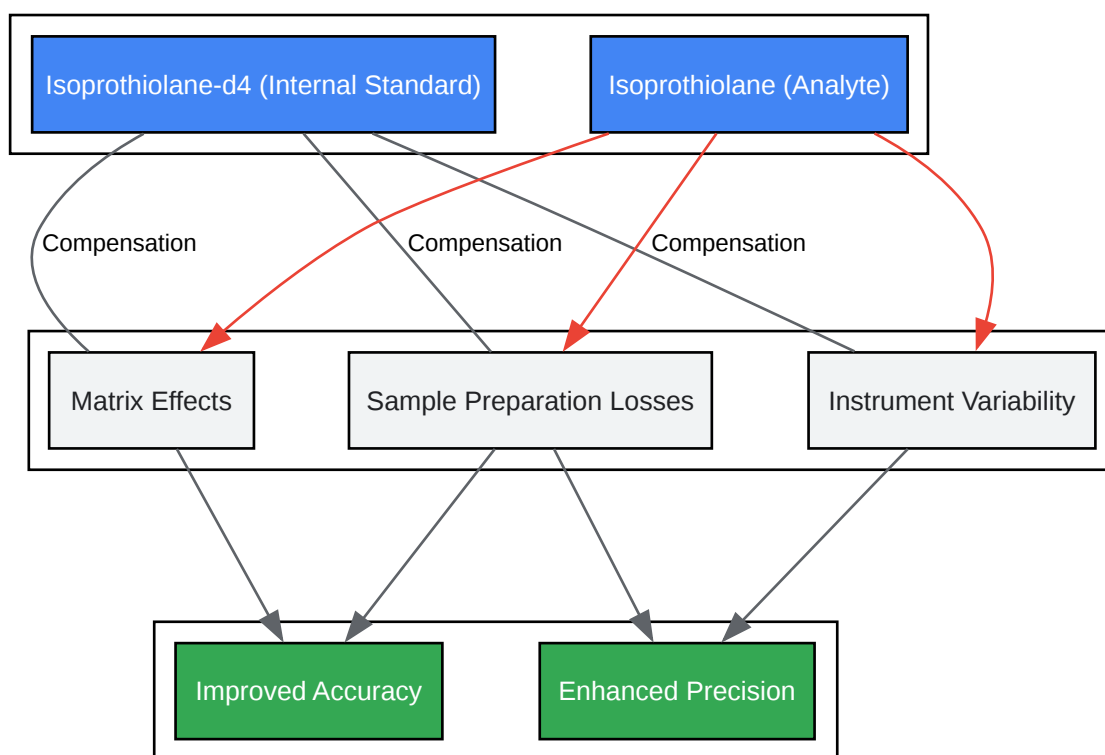 Isoprothiolane-d4 (Internal Standard)
Isoprothiolane (Analyte)
Compensation
Compensation
Compensation
Matrix Effects
Sample Preparation Losses
Instrument Variability
Improved Accuracy
Enhanced Precision